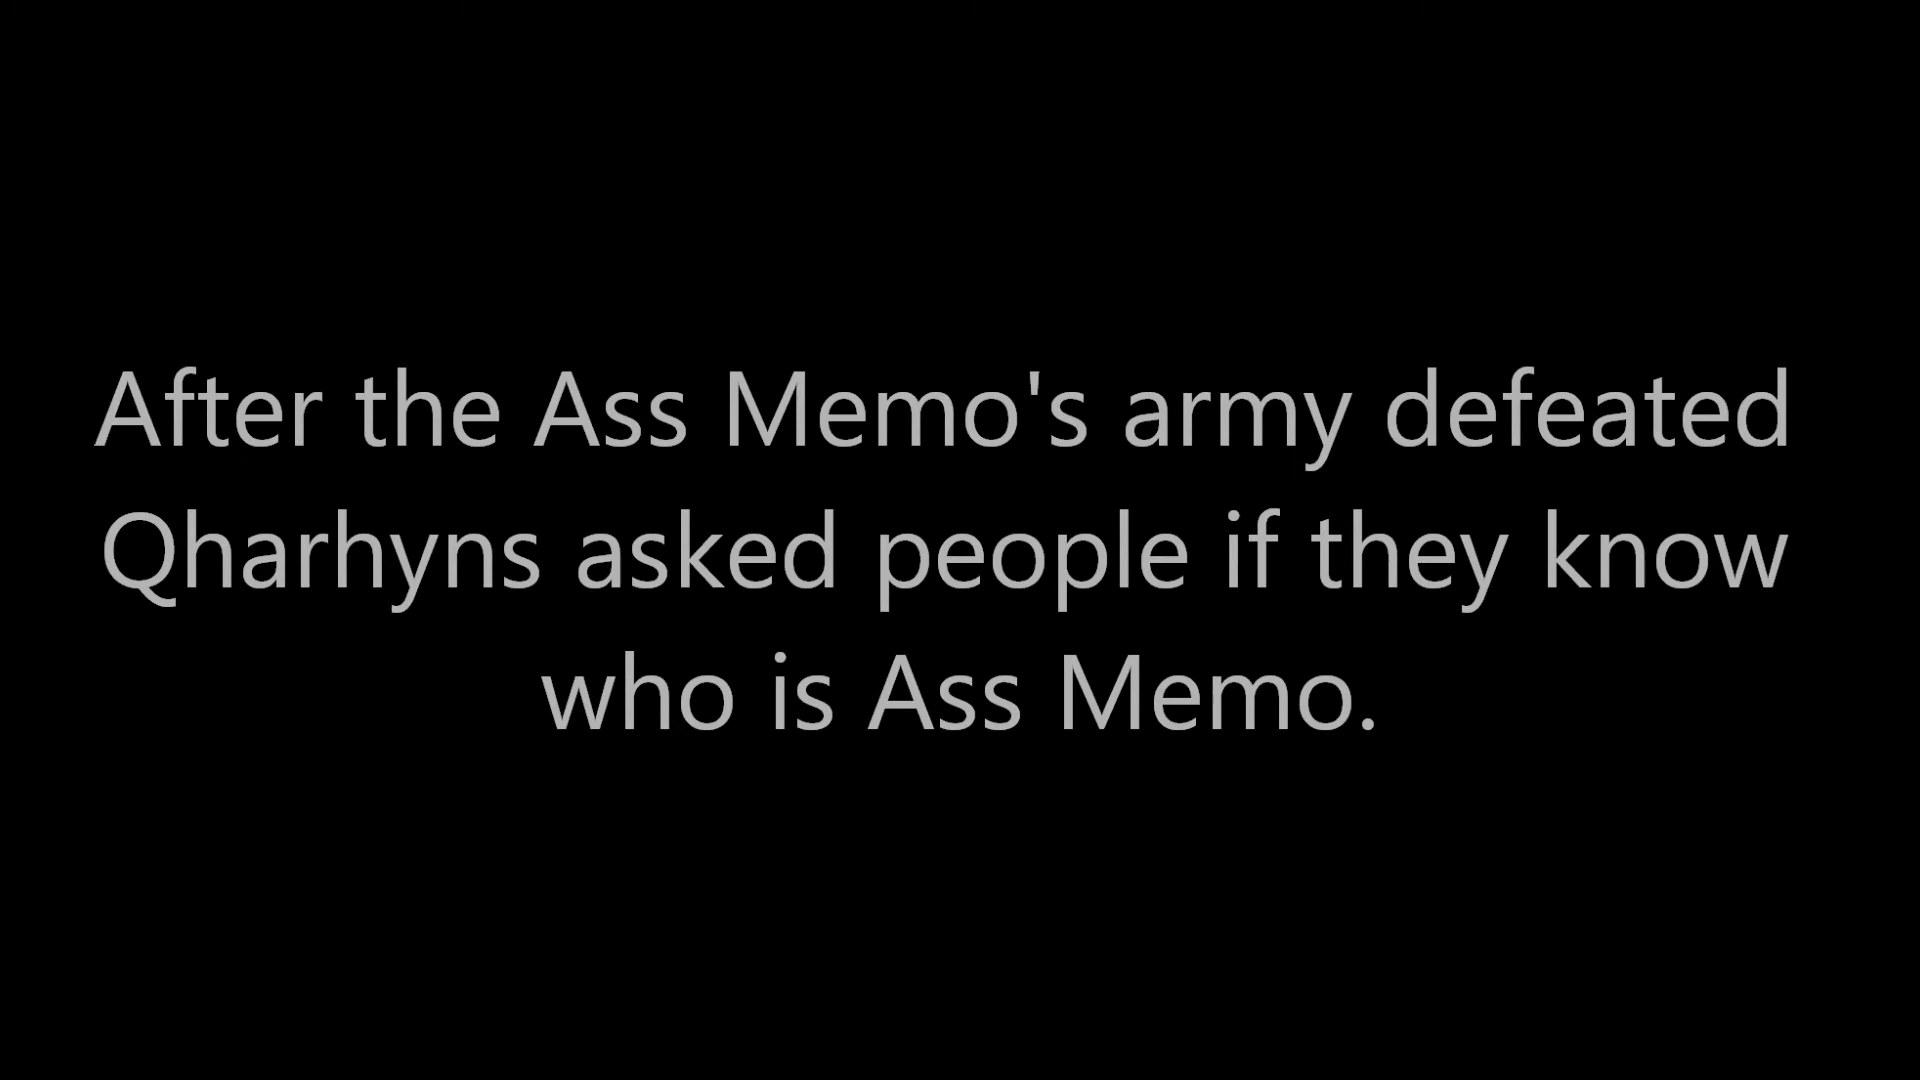 After the Ass Memo's army defeated
Qharhyns asked people if they know
who is Ass Memo.